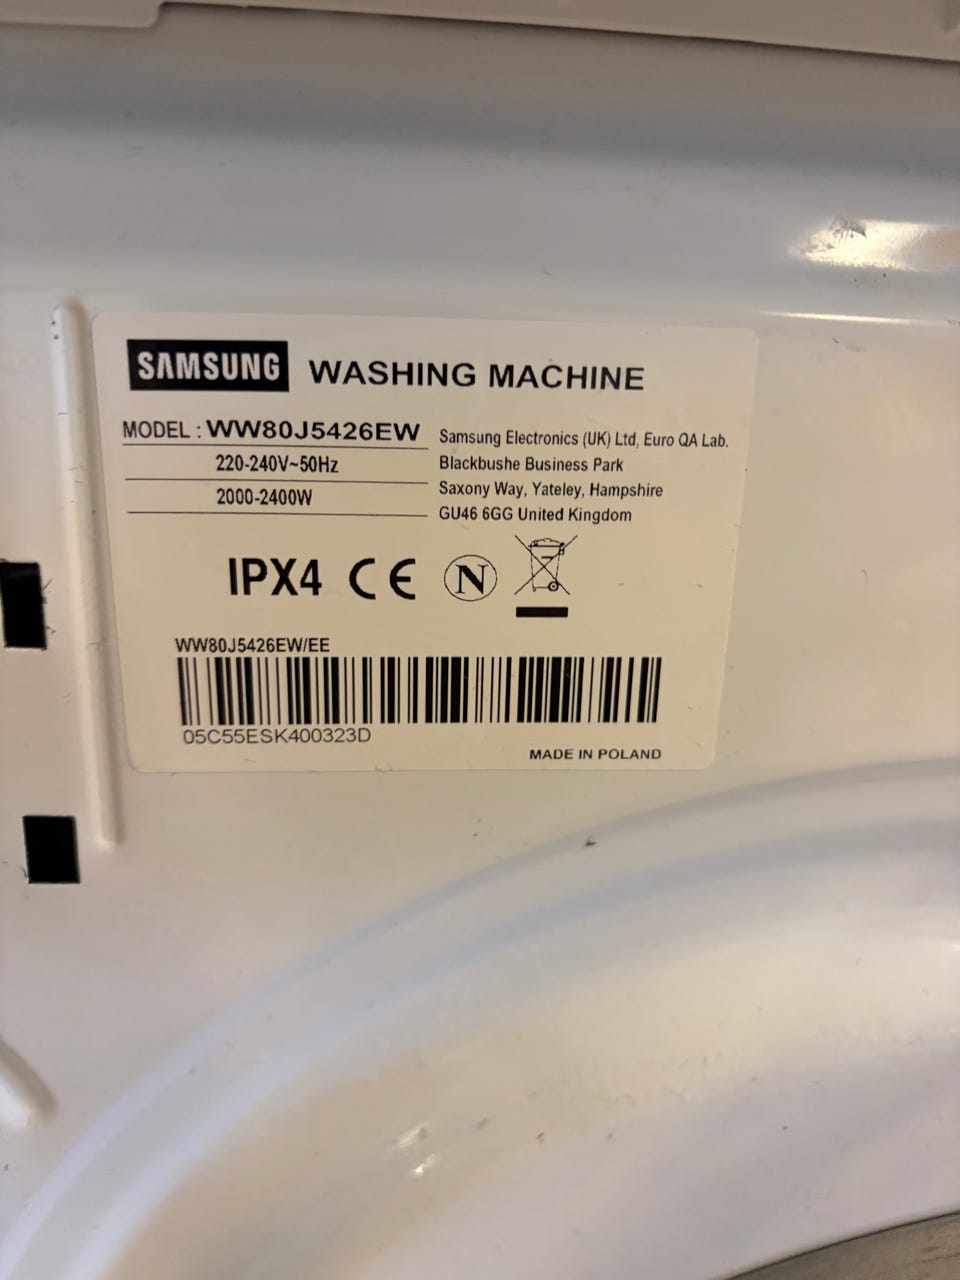 SAMSUNG WASHING MACHINE
MODEL : WW80J5426EW
220-240V~50Hz
2000-2400W
Samsung Electronics (UK) Ltd, Euro QA Lab.
Blackbushe Business Park
Saxony Way, Yateley, Hampshire
GU46 6GG United Kingdom
IPX4 CE N
WW80J5426EW/EE
05C55ESK400323D
MADE IN POLAND